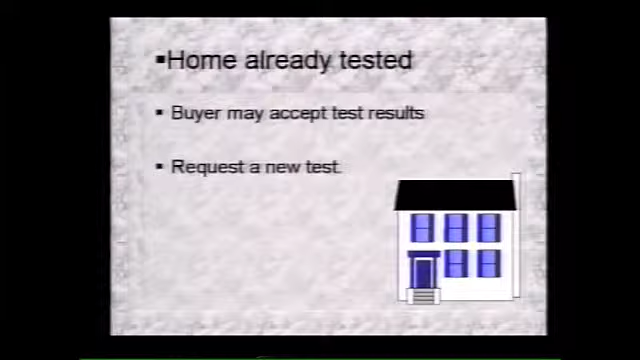 ▪Home already tested
▪ Buyer may accept test results
▪ Request a new test.